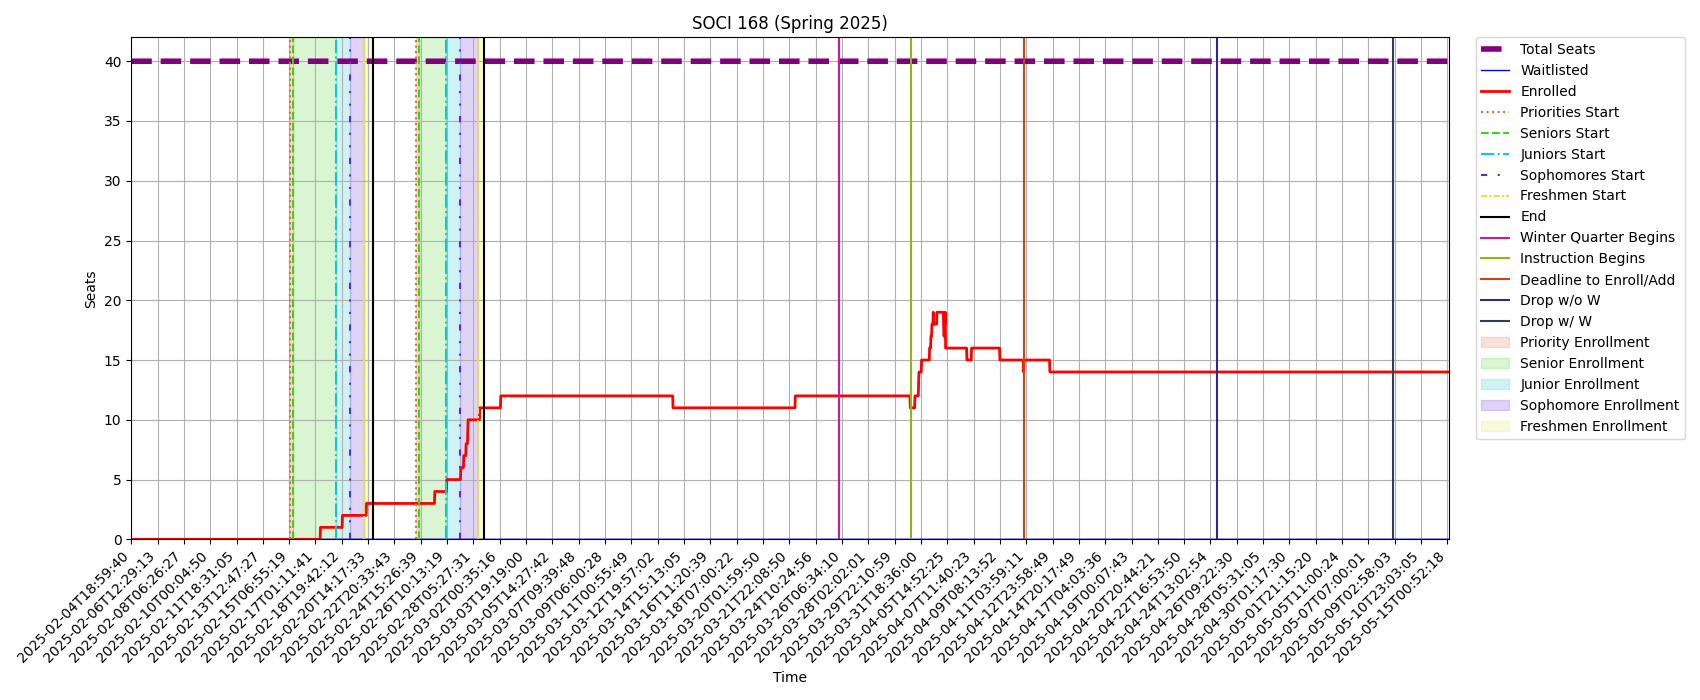 SOCI 168 (Spring 2025)
Seats
40
35
30
25
20
15
10
5
0
2025-02-04T18:59:40
2025-02-06T12:29:13
2025-02-08T06:26:27
2025-02-10T00:04:50
2025-02-11T18:31:05
2025-02-13T12:47:27
2025-02-15T06:55:19
2025-02-17T01:11:41
2025-02-18T19:42:12
2025-02-20T14:17:33
2025-02-22T20:33:43
2025-02-24T15:26:39
2025-02-26T10:13:19
2025-02-28T05:27:31
2025-03-02T00:35:16
2025-03-03T19:19:00
2025-03-05T14:27:42
2025-03-07T09:39:48
2025-03-09T06:00:28
2025-03-11T00:55:49
2025-03-12T19:57:02
2025-03-14T15:13:05
2025-03-16T11:20:39
2025-03-18T07:00:22
2025-03-20T01:59:50
2025-03-21T22:08:50
2025-03-24T10:24:56
2025-03-26T06:34:10
2025-03-28T02:02:01
2025-03-29T22:10:59
2025-03-31T18:36:00
2025-04-05T14:52:25
2025-04-07T11:40:23
2025-04-09T08:13:52
2025-04-11T03:59:11
2025-04-12T23:58:49
2025-04-14T20:17:49
2025-04-17T04:03:36
2025-04-19T00:07:43
2025-04-20T20:44:21
2025-04-22T16:53:50
2025-04-24T13:02:54
2025-04-26T09:22:30
2025-04-28T05:31:05
2025-04-30T01:17:30
2025-05-01T21:15:20
2025-05-05T11:00:24
2025-05-07T07:00:01
2025-05-09T02:58:03
2025-05-10T23:03:05
2025-05-15T00:52:18
Time
Total Seats
Waitlisted
Enrolled
Priorities Start
Seniors Start
Juniors Start
Sophomores Start
Freshmen Start
End
Winter Quarter Begins
Instruction Begins
Deadline to Enroll/Add
Drop w/o W
Drop w/ W
Priority Enrollment
Senior Enrollment
Junior Enrollment
Sophomore Enrollment
Freshmen Enrollment